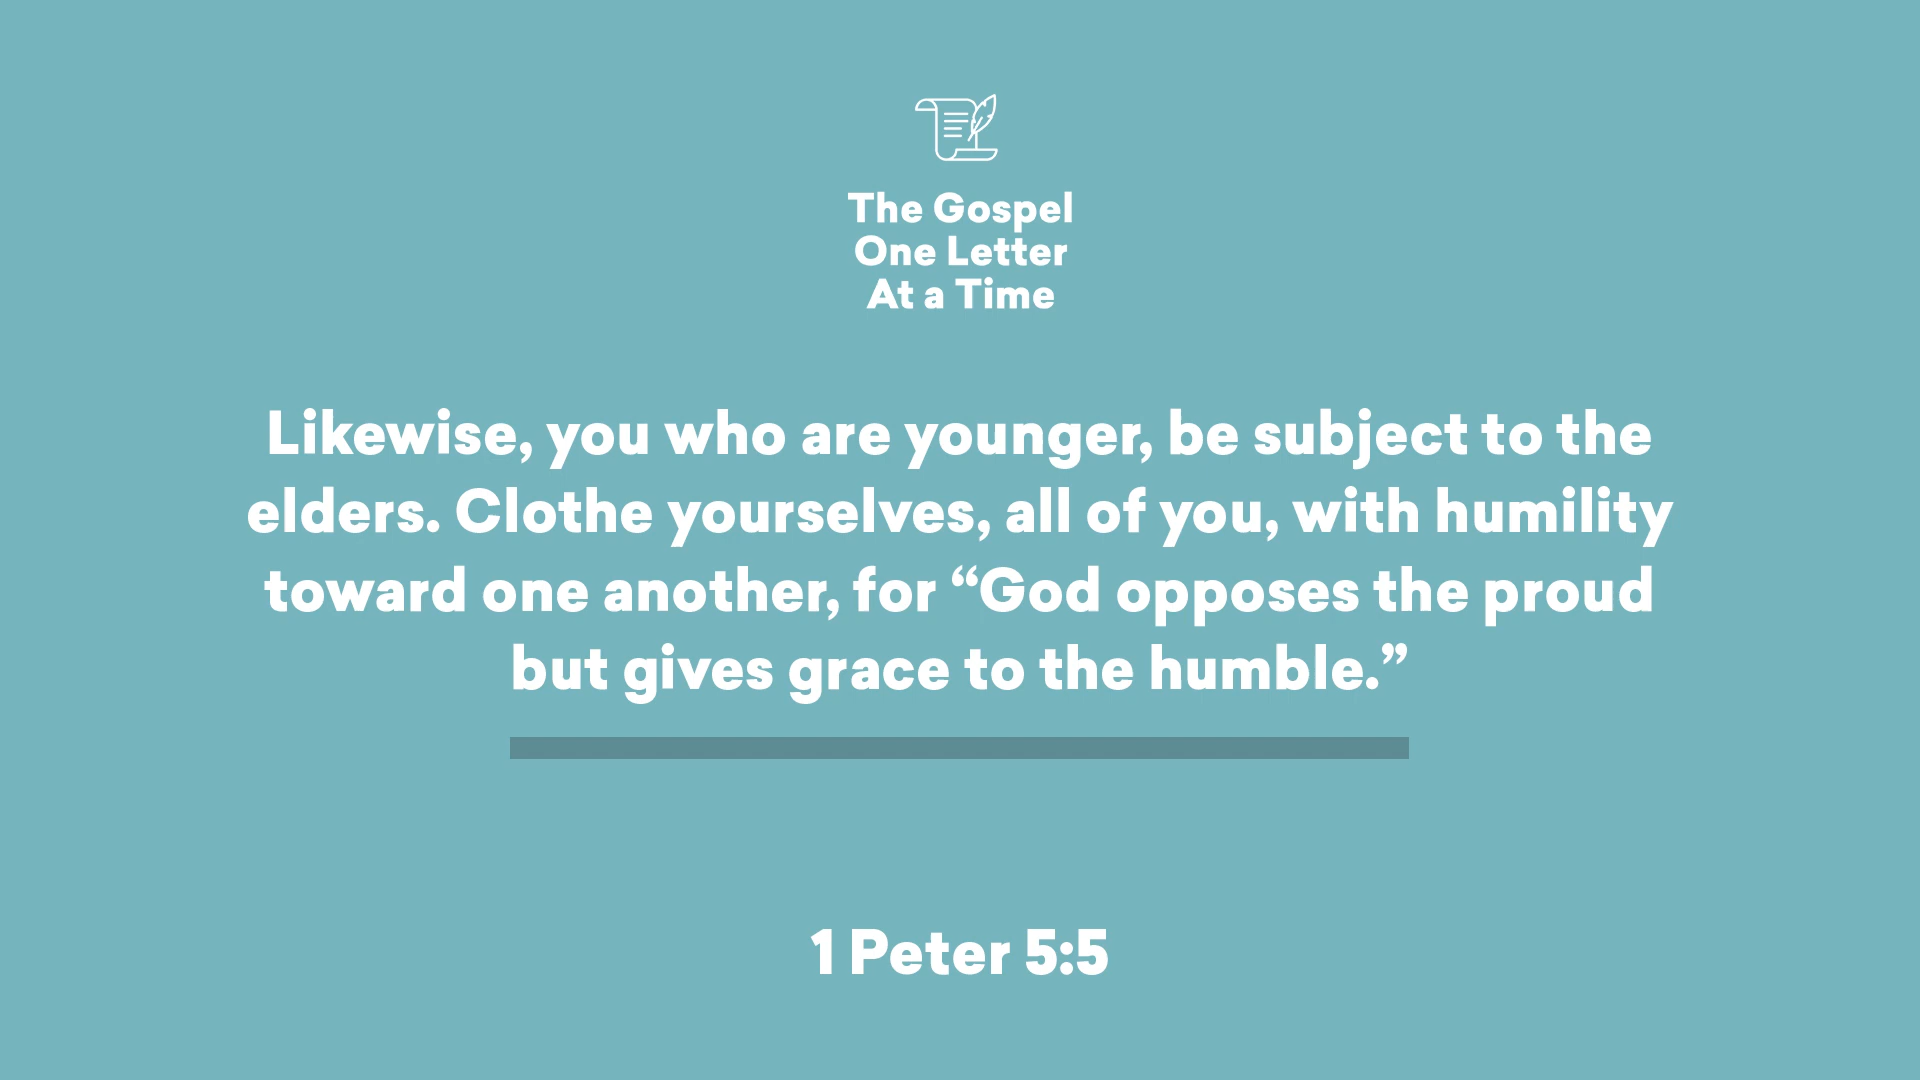 The Gospel
One Letter
At a Time
Likewise, you who are younger, be subject to the
elders. Clothe yourselves, all of you, with humility
toward one another, for “God opposes the proud
but gives grace to the humble.”
1 Peter 5:5